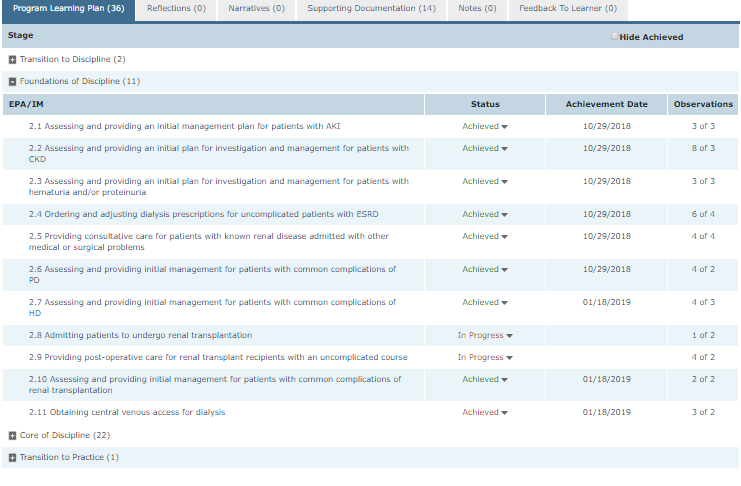 Program Learning Plan (36) Reflections (0) Narratives (0) Supporting Documentation (14) Notes (0) Feedback To Learner (0)
Stage Hide Achieved
Transition to Discipline (2)
Foundations of Discipline (11)
EPA/IM Status Achievement Date Observations
2.1 Assessing and providing an initial management plan for patients with AKI Achieved 10/29/2018 3 of 3
2.2 Assessing and providing an initial plan for investigation and management for patients with Achieved 10/29/2018 8 of 3
CKD
2.3 Assessing and providing an initial plan for investigation and management for patients with Achieved 10/29/2018 3 of 3
hematuria and/or proteinuria
2.4 Ordering and adjusting dialysis prescriptions for uncomplicated patients with ESRD Achieved 10/29/2018 6 of 4
2.5 Providing consultative care for patients with known renal disease admitted with other Achieved 10/29/2018 4 of 4
medical or surgical problems
2.6 Assessing and providing initial management for patients with common complications of Achieved 10/29/2018 4 of 2
PD
2.7 Assessing and providing initial management for patients with common complications of Achieved 01/18/2019 4 of 3
HD
2.8 Admitting patients to undergo renal transplantation In Progress 1 of 2
2.9 Providing post-operative care for renal transplant recipients with an uncomplicated course In Progress 4 of 2
2.10 Assessing and providing initial management for patients with common complications of Achieved 01/18/2019 2 of 2
renal transplantation
2.11 Obtaining central venous access for dialysis Achieved 01/18/2019 3 of 2
Core of Discipline (22)
Transition to Practice (1)